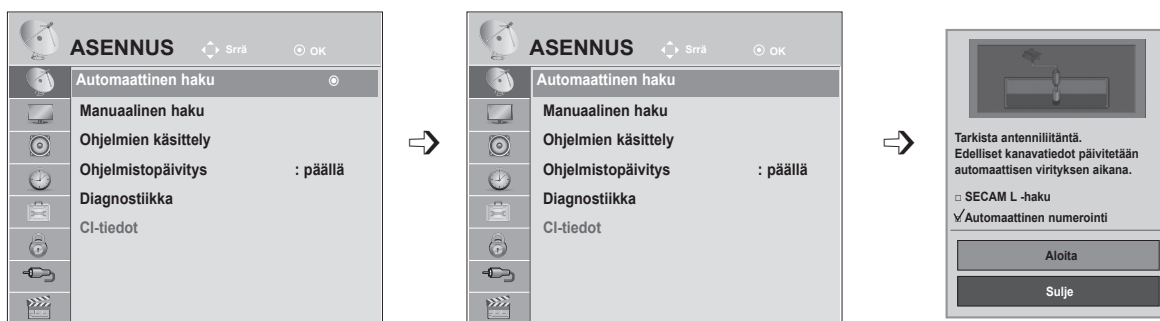 ASENNUS Srrä OK
Automaattinen haku
Manuaalinen haku
Ohjelmien käsittely
Ohjelmistopäivitys : päällä
Diagnostiikka
CI-tiedot
ASENNUS Srrä OK
Automaattinen haku
Manuaalinen haku
Ohjelmien käsittely
Ohjelmistopäivitys : päällä
Diagnostiikka
CI-tiedot
Tarkista antenniliitäntä.
Edelliset kanavatiedot päivitetään
automaattisen virityksen aikana.
□ SECAM L -haku
☑ Automaattinen numerointi
Aloita
Sulje